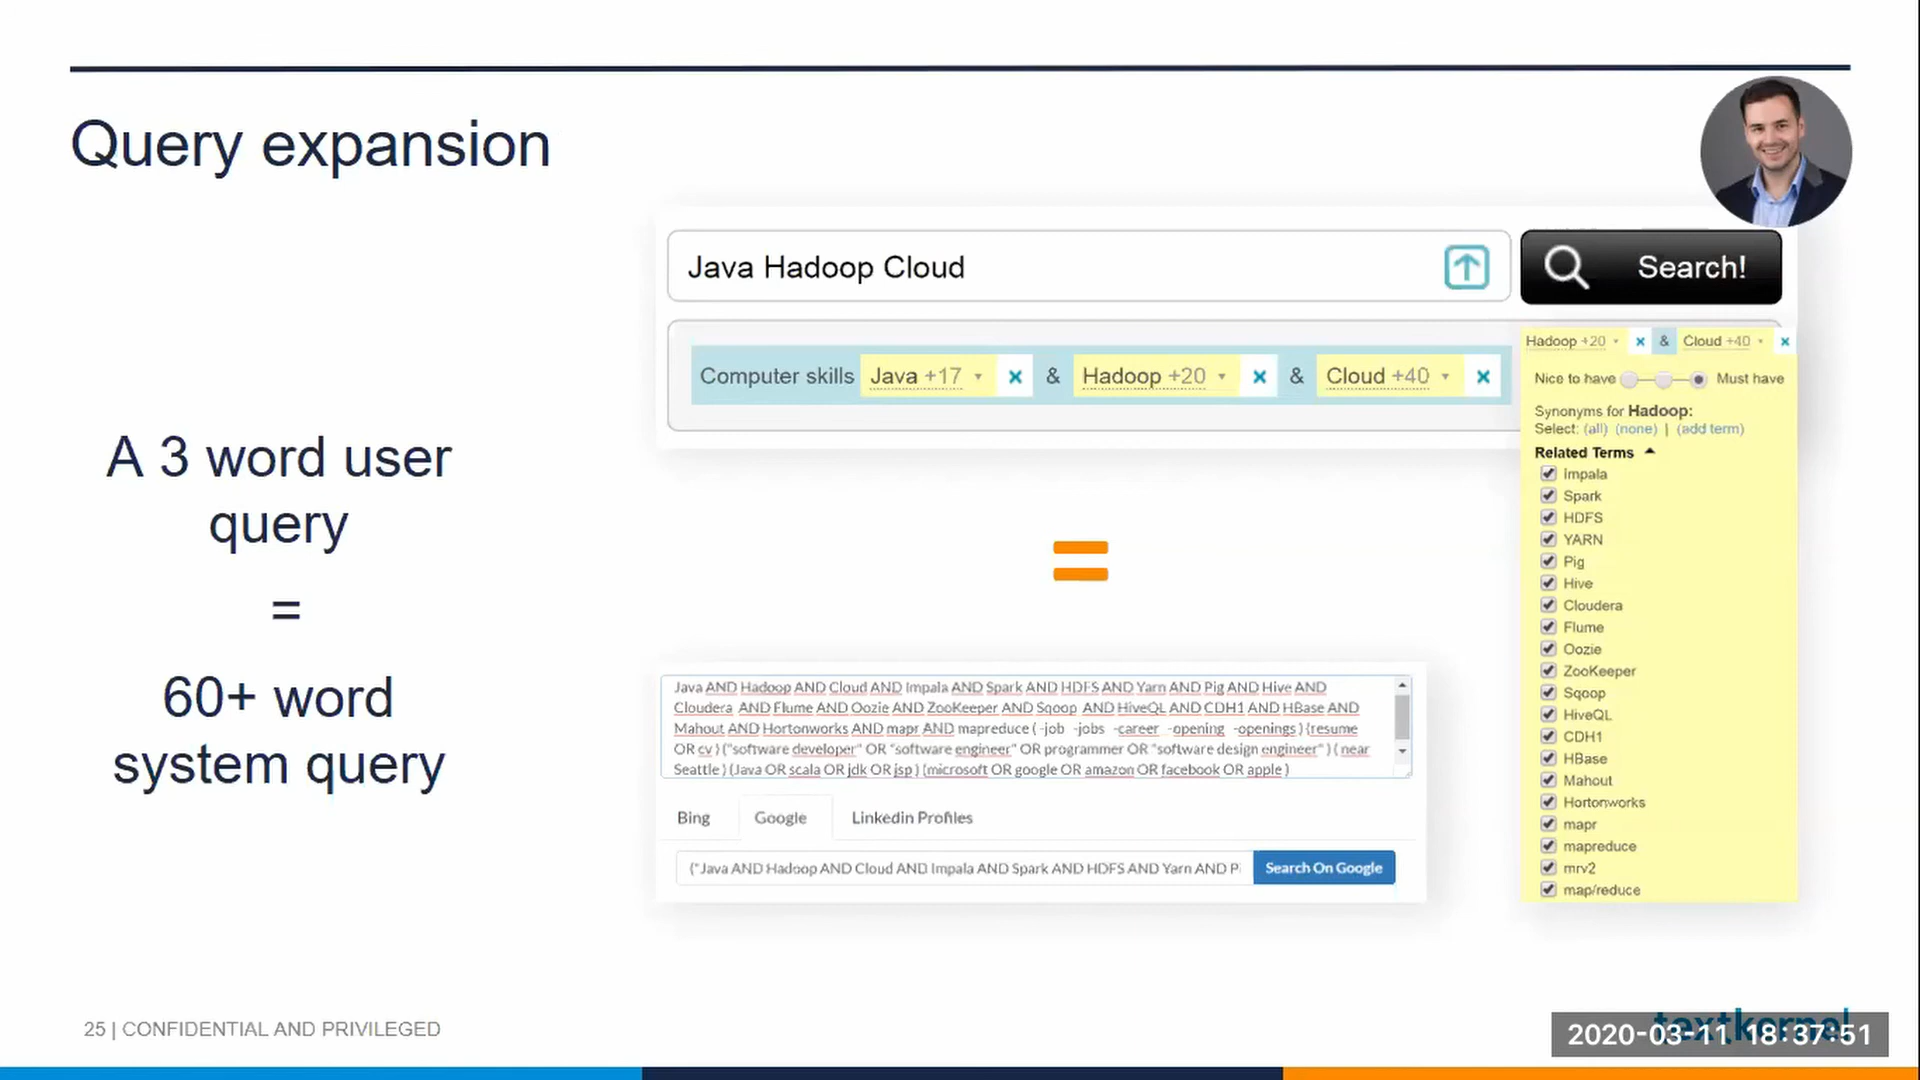 Query expansion
Java Hadoop Cloud
Search!
Computer skills Java +17 & Hadoop +20 & Cloud +40
Hadoop +20 & Cloud +40
Nice to have Must have
Synonyms for Hadoop:
Select: (all) (none) | (add term)
Related Terms
Impala
Spark
HDFS
YARN
Pig
Hive
Cloudera
Flume
Oozie
ZooKeeper
Sqoop
HiveQL
CDH1
HBase
Mahout
Hortonworks
mapr
mapreduce
mrv2
map/reduce
A 3 word user
query
=
60+ word
system query
=
Java AND Hadoop AND Cloud AND Impala AND Spark AND HDFS AND Yarn AND Pig AND Hive AND
Cloudera AND Flume AND Oozie AND ZooKeeper AND Sqoop AND HiveQL AND CDH1 AND HBase AND
Mahout AND Hortonworks AND mapr AND mapreduce ( -job -jobs -career -opening -openings ) (resume
OR cv ) ("software developer" OR "software engineer" OR programmer OR "software design engineer" ) ( near
Seattle ) (Java OR scala OR jdk OR jsp ) (microsoft OR google OR amazon OR facebook OR apple )
Bing Google Linkedin Profiles
("Java AND Hadoop AND Cloud AND Impala AND Spark AND HDFS AND Yarn AND P
Search On Google
25 | CONFIDENTIAL AND PRIVILEGED
textkernel
2020-03-11 18:37:51